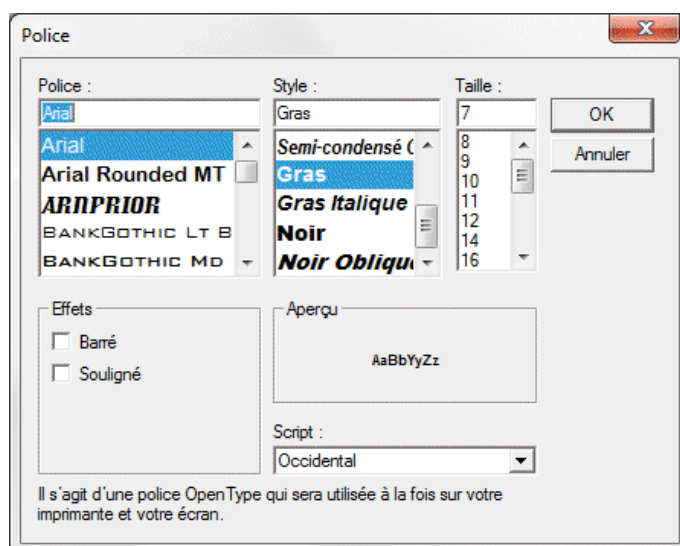 Police
Police :
Style :
Taille :
Arial
Gras
7
OK
Annuler
Arial
Arial Rounded MT
ARNPRIOR
BANKGOTHIC LT B
BANKGOTHIC MD
Semi-condensé (
Gras
Gras Italique
Noir
Noir Obliqu
8
9
10
11
12
14
16
Effets
Barré
Souligné
Aperçu
AaBbYyZz
Script :
Occidental
Il s'agit d'une police OpenType qui sera utilisée à la fois sur votre
imprimante et votre écran.